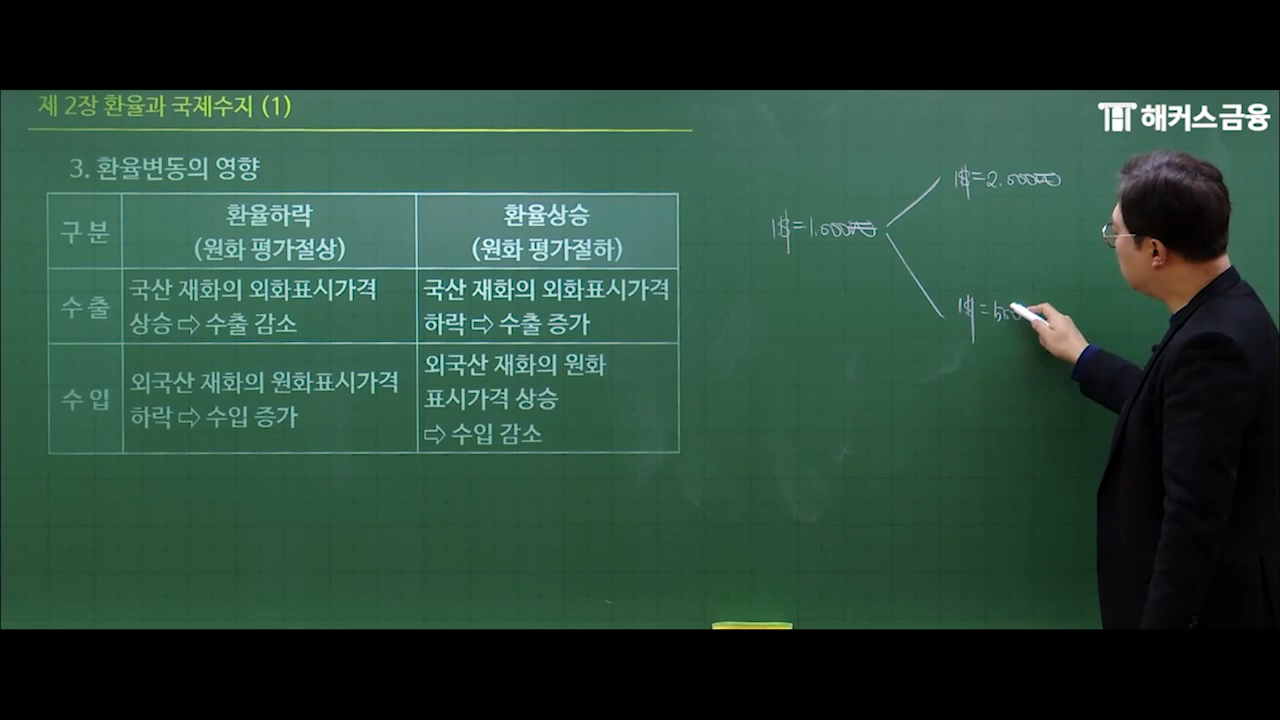 제 2장 환율과 국제수지 (1)
해커스금융
3. 환율변동의 영향
구 분
환율하락
(원화 평가절상)
환율상승
(원화 평가절하)
수 출
국산 재화의 외화표시가격
상승 ⇨ 수출 감소
국산 재화의 외화표시가격
하락 ⇨ 수출 증가
수 입
외국산 재화의 원화표시가격
하락 ⇨ 수입 증가
외국산 재화의 원화
표시가격 상승
⇨ 수입 감소
1$=1.000₩
1$=2.000₩
1$=500